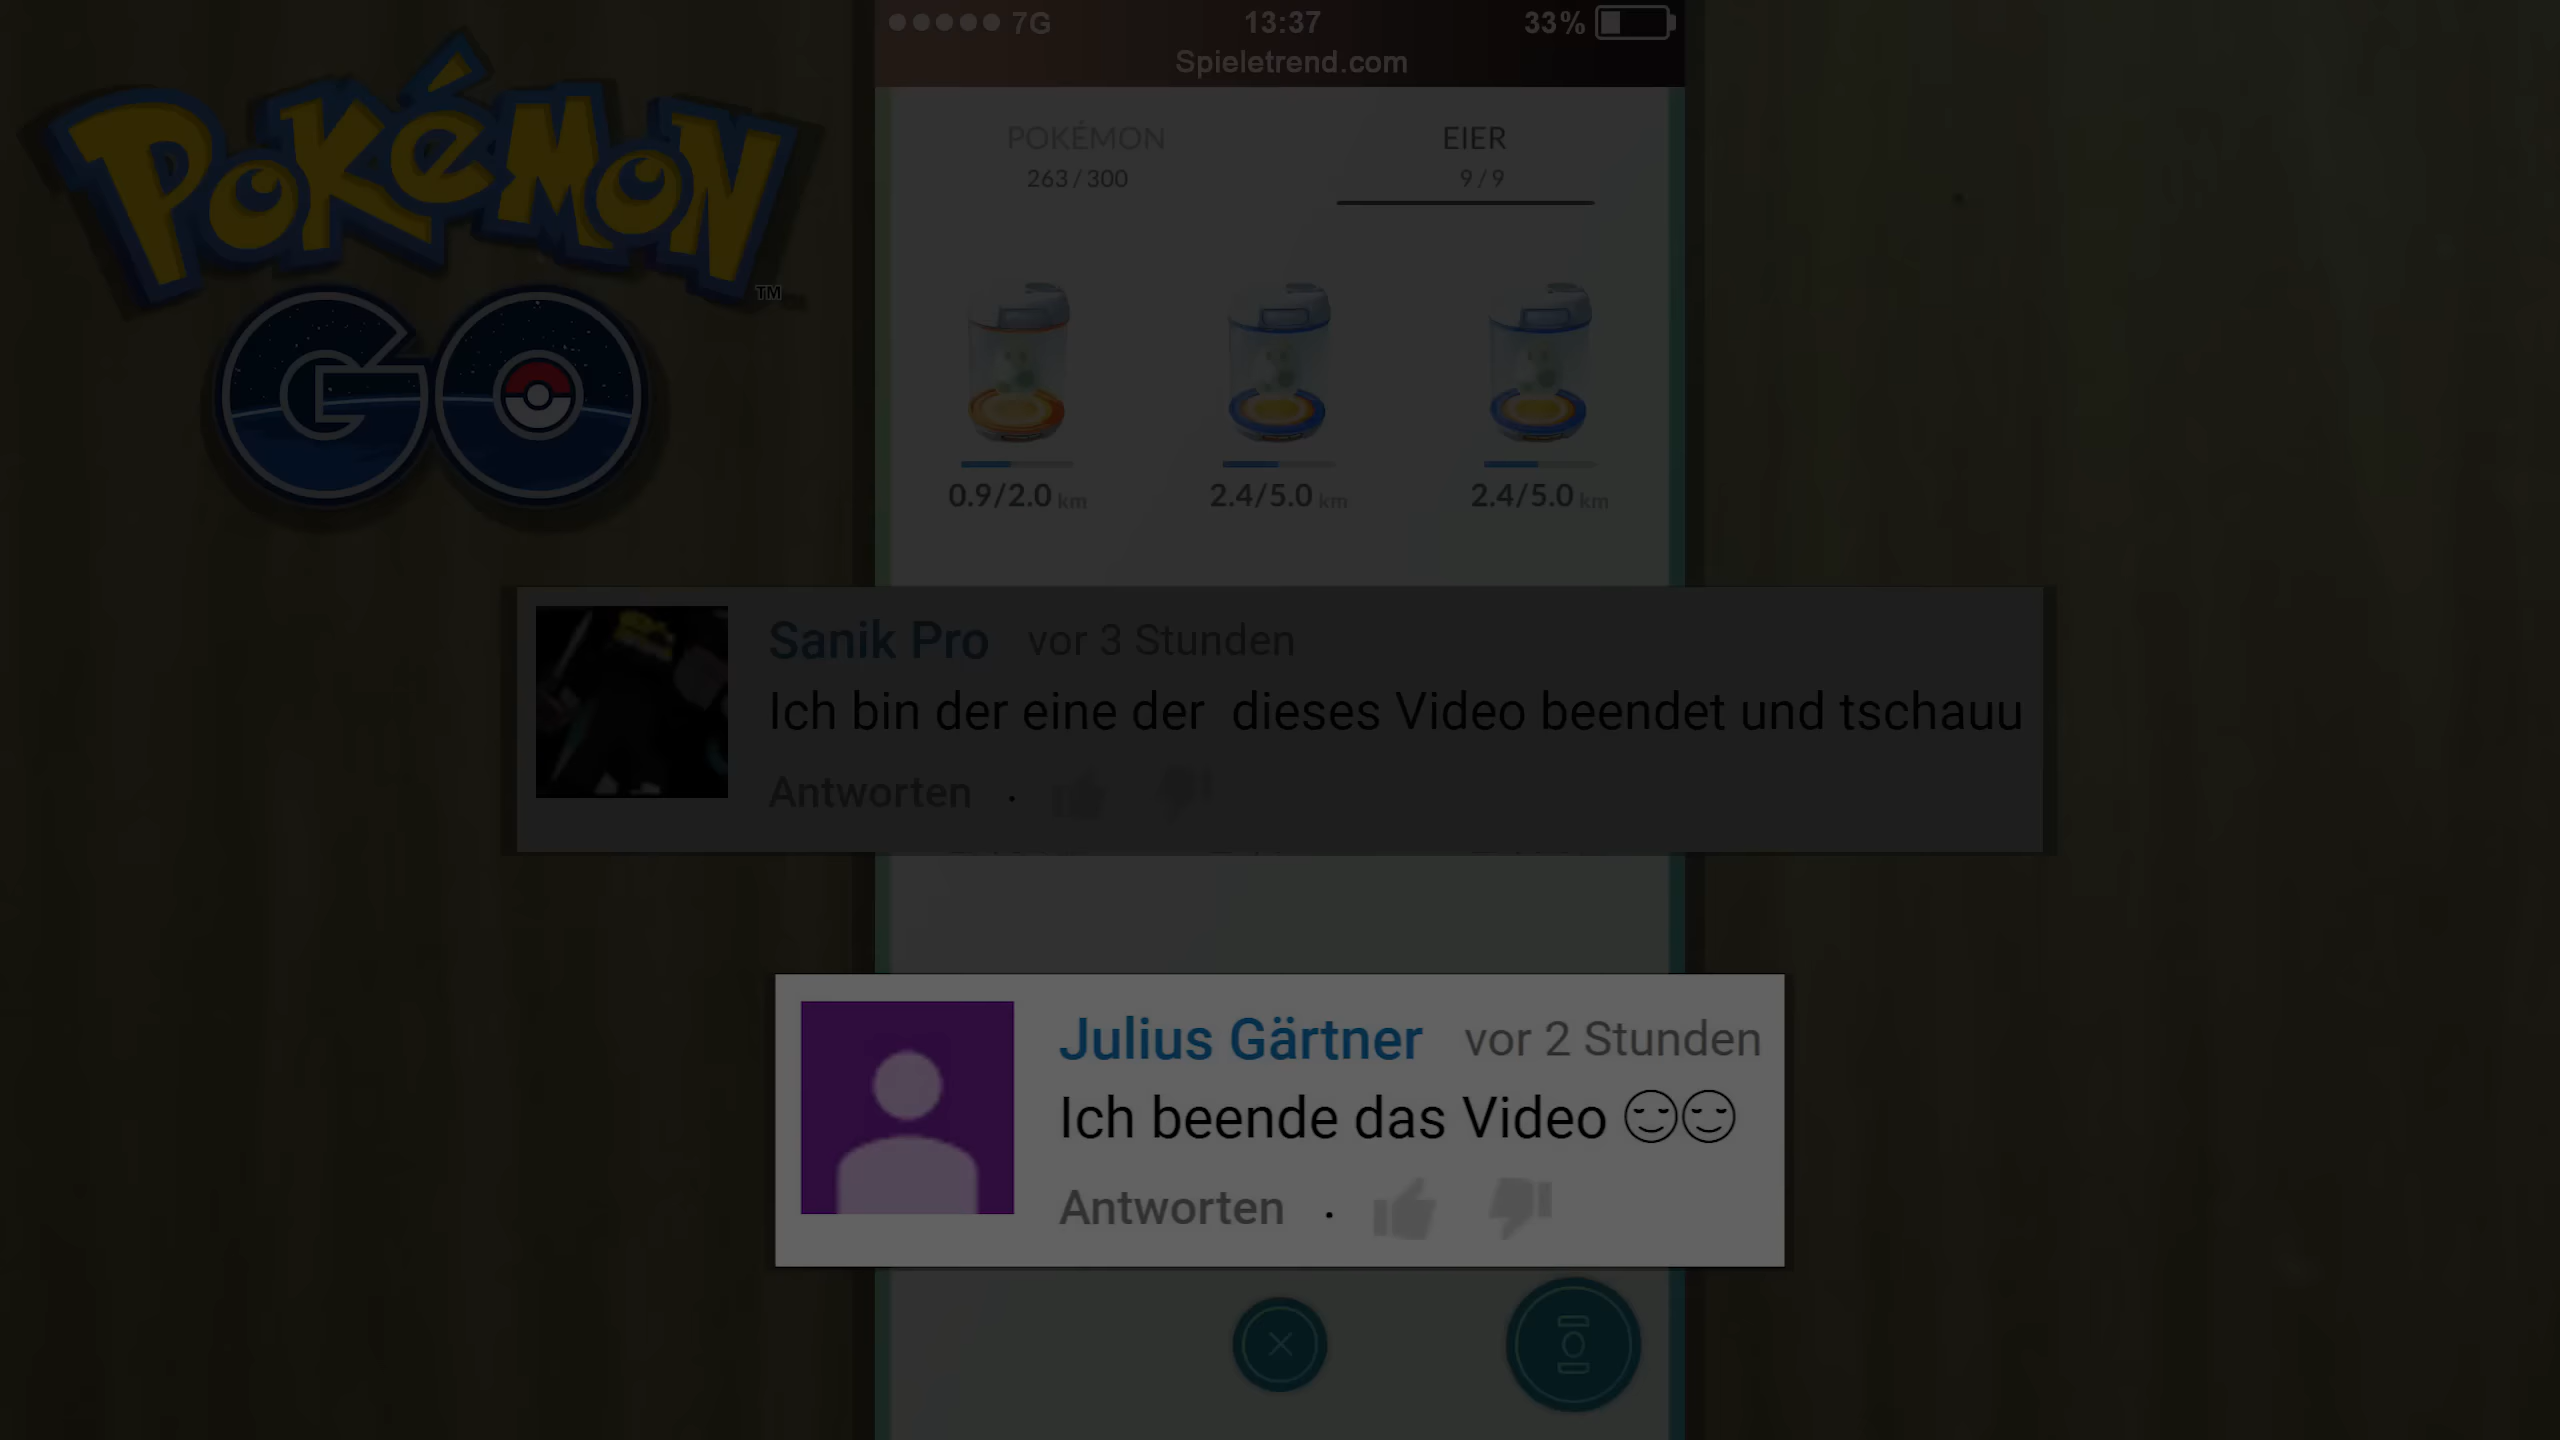 7G 13:37 33%
Spieletrend.com
POKÉMON
GO
TM
POKÉMON EIER
263/300 9/9
0.9/2.0 km 2.4/5.0 km 2.4/5.0 km
Sanik Pro vor 3 Stunden
Ich bin der eine der dieses Video beendet und tschauu
Antworten ·
Julius Gärtner vor 2 Stunden
Ich beende das Video 😌😌
Antworten ·